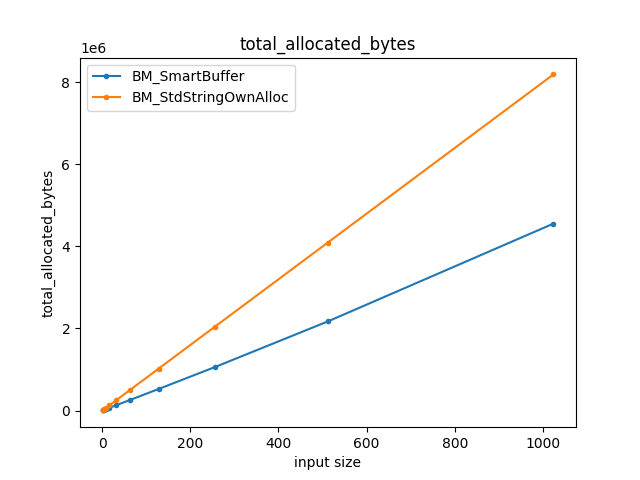 total_allocated_bytes
1e6
BM_SmartBuffer
BM_StdStringOwnAlloc
8
6
4
2
0
total_allocated_bytes
0 200 400 600 800 1000
input size